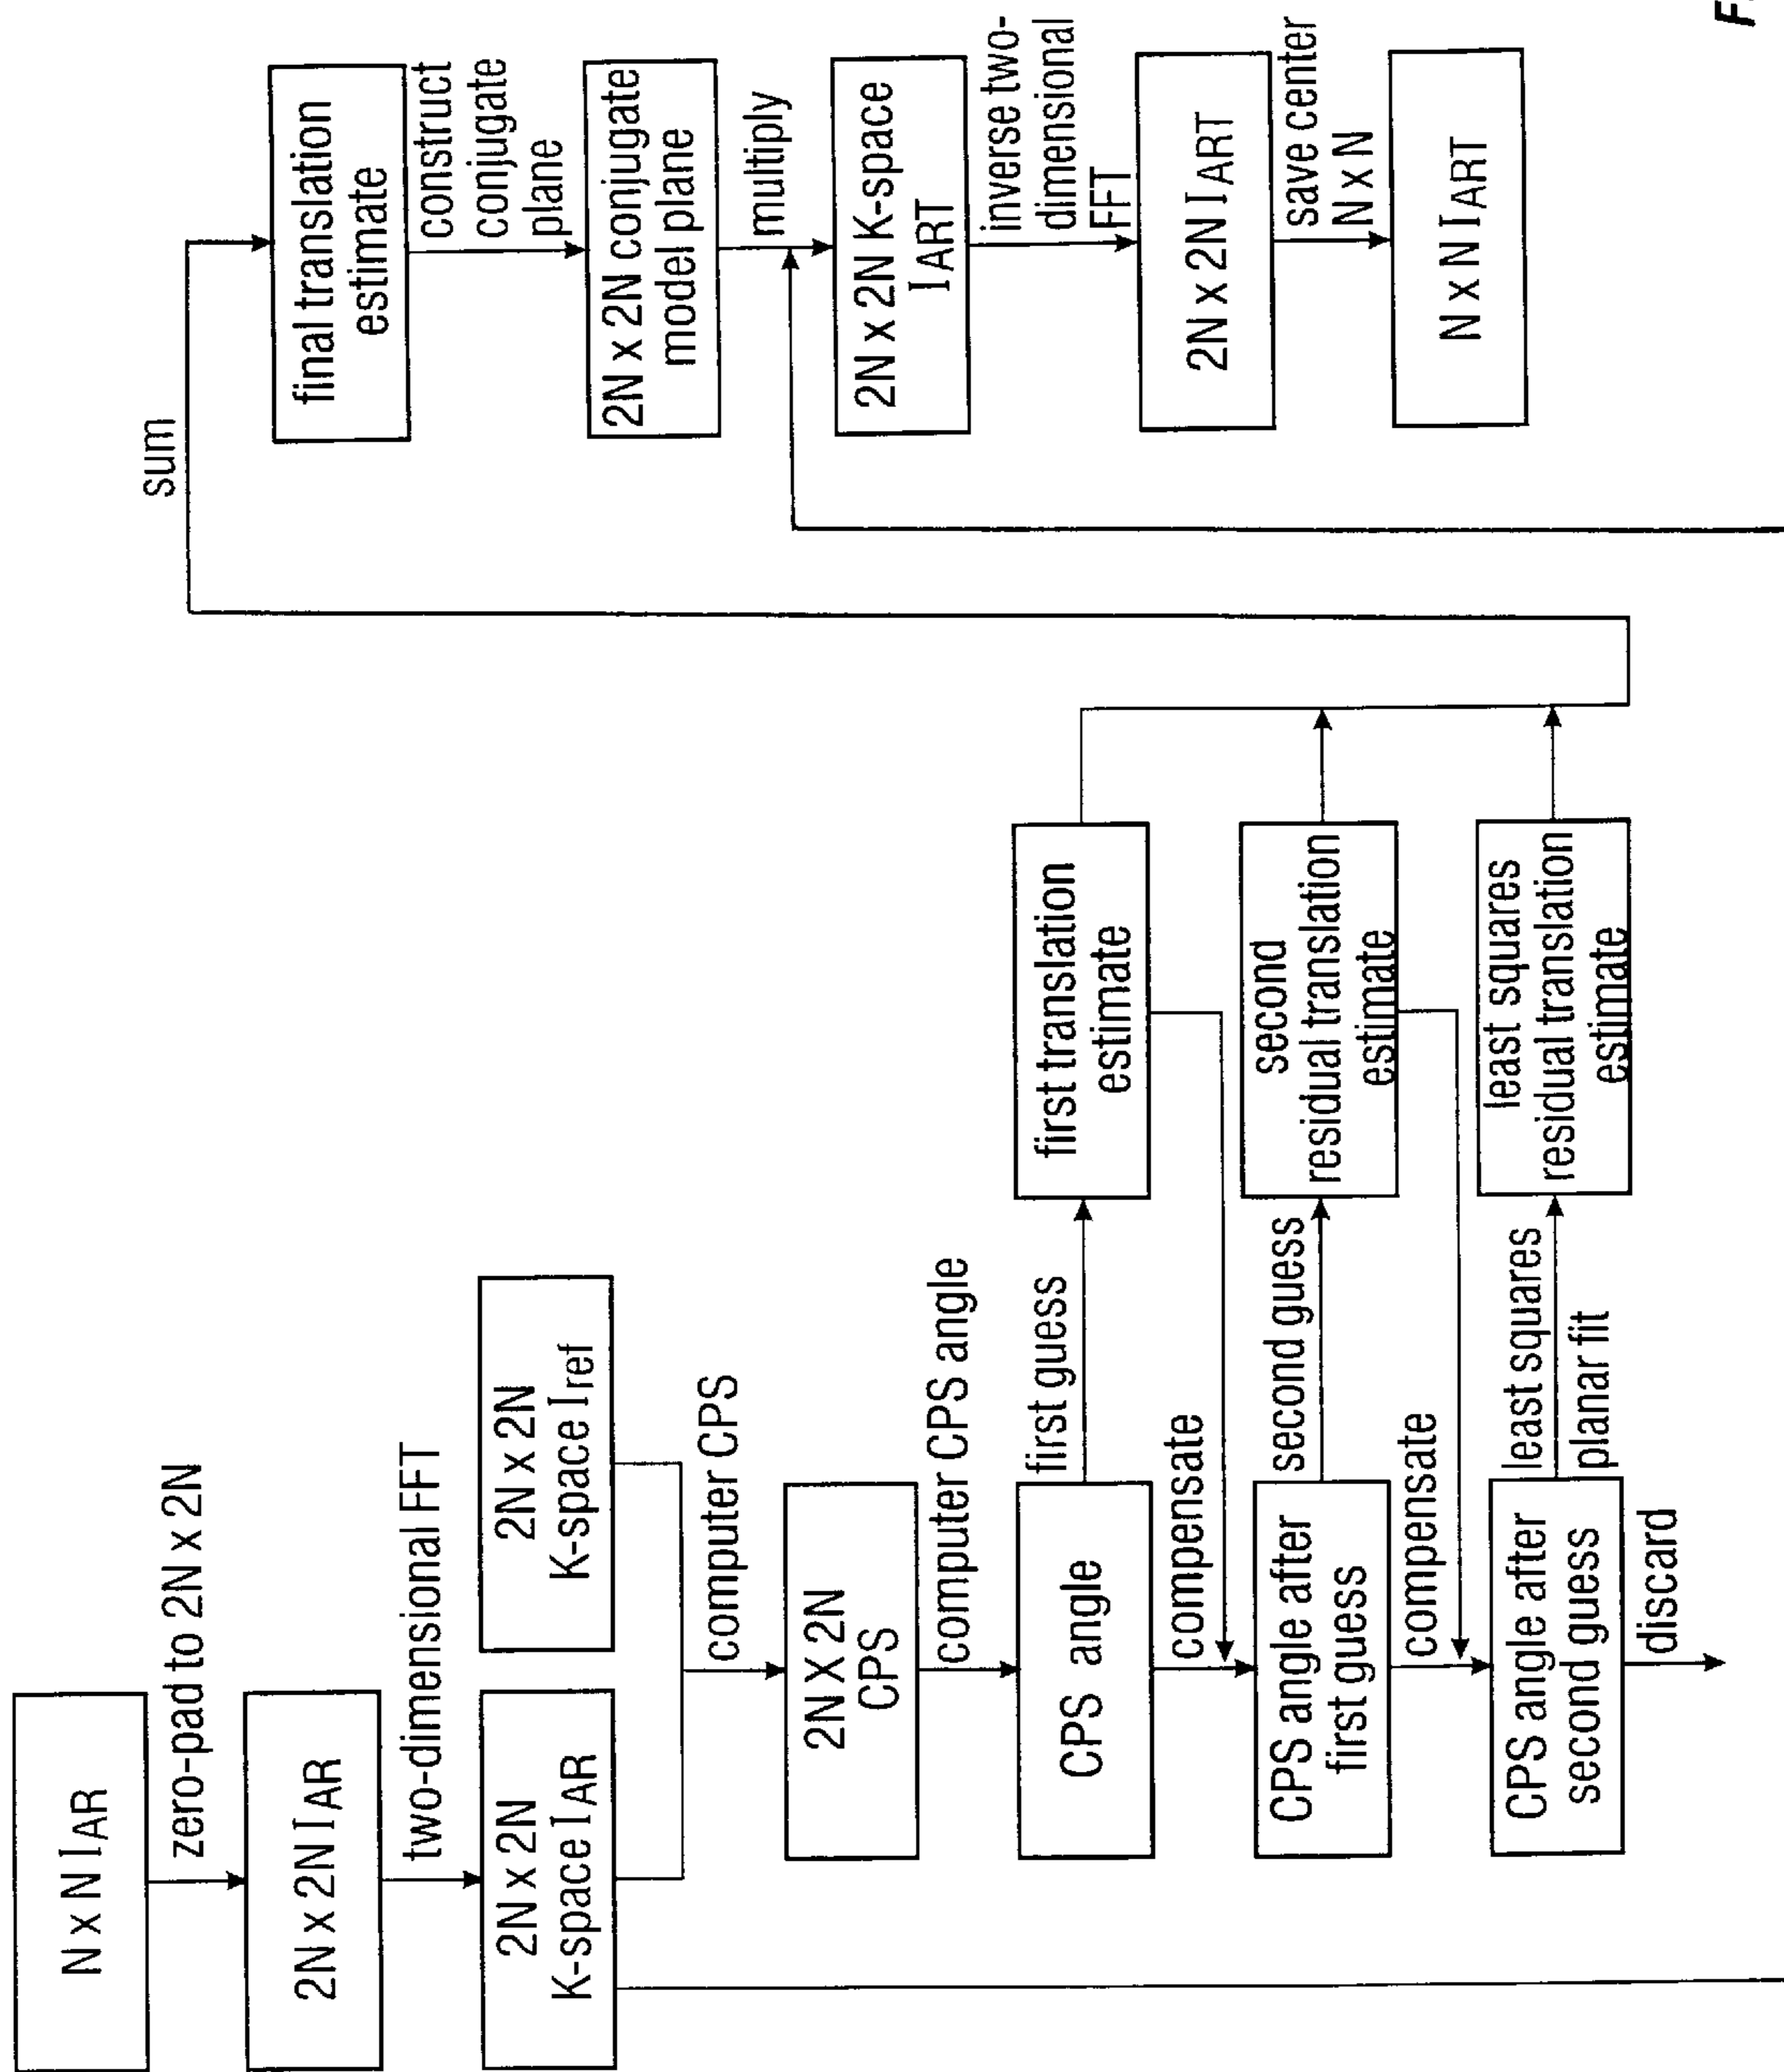 N x N I AR
zero-pad to 2N x 2N
2N x 2N I AR
two-dimensional FFT
2N x 2N
K-space I AR
2N x 2N
K-space I ref
computer CPS
2N X 2N
CPS
computer CPS angle
CPS angle
first guess
first translation
estimate
compensate
CPS angle after
first guess
second guess
second
residual translation
estimate
compensate
CPS angle after
second guess
least squares
planar fit
least squares
residual translation
estimate
discard
sum
final translation
estimate
construct
conjugate
plane
2N x 2N conjugate
model plane
multiply
2N x 2N K-space
I ART
inverse two-
dimensional
FFT
2N x 2N I ART
save center
N x N
N x N I ART